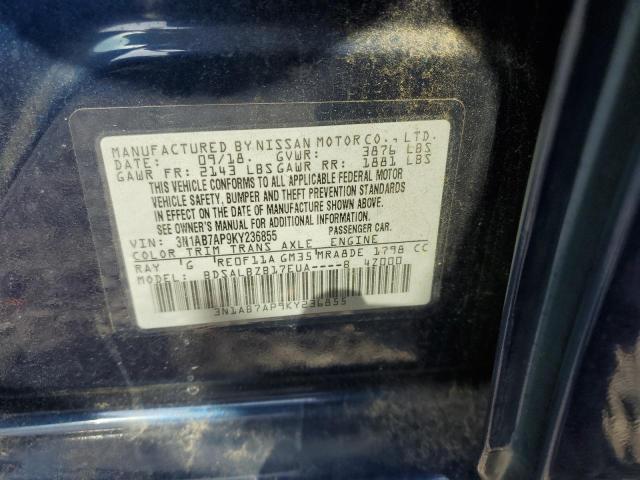 MANUFACTURED BY NISSAN MOTOR CO., LTD.
DATE: 09/18. GVWR: 3876 LBS
GAWR FR: 2143 LBS GAWR RR: 1881 LBS
THIS VEHICLE CONFORMS TO ALL APPLICABLE FEDERAL MOTOR
VEHICLE SAFETY, BUMPER, AND THEFT PREVENTION STANDARDS
IN EFFECT ON THE DATE OF MANUFACTURE SHOWN ABOVE.
SEE OWNER'S MANUAL FOR ADDITIONAL INFORMATION.
VIN: 3N1AB7AP9KY236855 PASSENGER CAR.
COLOR TRIM TRANS AXLE ENGINE
RAY G RE0F11A GM35 MRA8DE 1798 CC
MODEL: BDSALBZB17EUA----B 4Z000
3N1AB7AP9KY236855